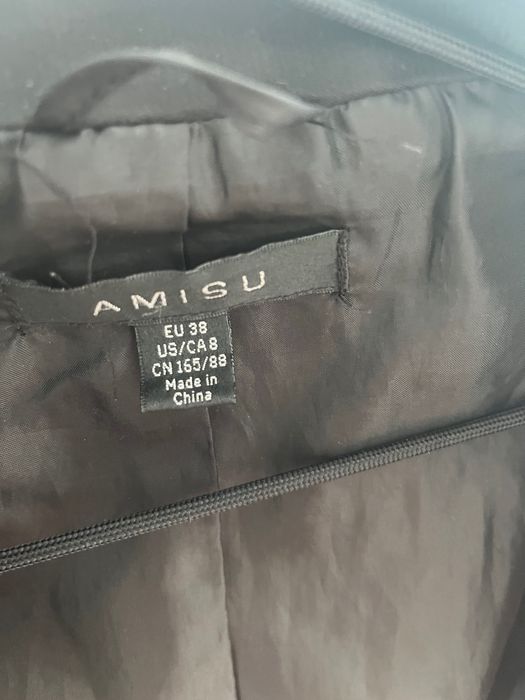 AMISU
EU 38
US/CA 8
CN 165/88
Made in
China